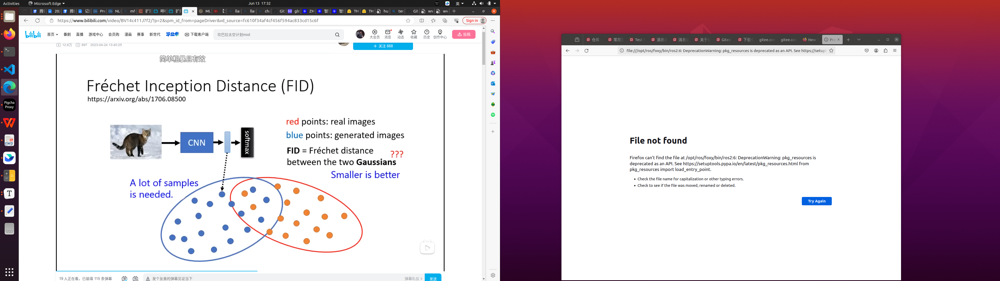 Activities
Microsoft Edge
Jun 13 17:32
英
202
Pro
NL
ML
Git
ZH
TH
TH
hu
ter
Git
https://www.bilibili.com/video/BV14c411J7f2/?p=2&spm_id_from=pageDriver&vd_source=fc610f34af4cf456f594ac833cd15c6f
Sign in
bilibili
首页
番剧
直播
游戏中心
会员购
漫画
赛事
新世代
毕业季
下载客户端
坎巴拉太空计划mod
大会员
消息
动态
收藏
历史
创作中心
投稿
12.6万 897 2023-04-24 13:40:25
+ 关注 668
简单粗暴且有效
Fréchet Inception Distance (FID)
https://arxiv.org/abs/1706.08500
red points: real images
blue points: generated images
CNN
softmax
FID = Fréchet distance
between the two Gaussians
???
Smaller is better
A lot of samples
is needed.
19 人正在看，已装填 115 条弹幕
发个友善的弹幕见证当下
弹幕礼仪
发送
Pigcha
Proxy
SSD
仓库
Test
Gitee
gitee.com
gitee.com
New
Pro
file:///opt/ros/foxy/bin/ros2:6: DeprecationWarning: pkg_resources is deprecated as an API. See https://setupt
File not found
Firefox can't find the file at /opt/ros/foxy/bin/ros2:6: DeprecationWarning: pkg_resources is
deprecated as an API. See https://setuptools.pypa.io/en/latest/pkg_resources.html from
pkg_resources import load_entry_point.
Check the file name for capitalization or other typing errors.
Check to see if the file was moved, renamed or deleted.
Try Again